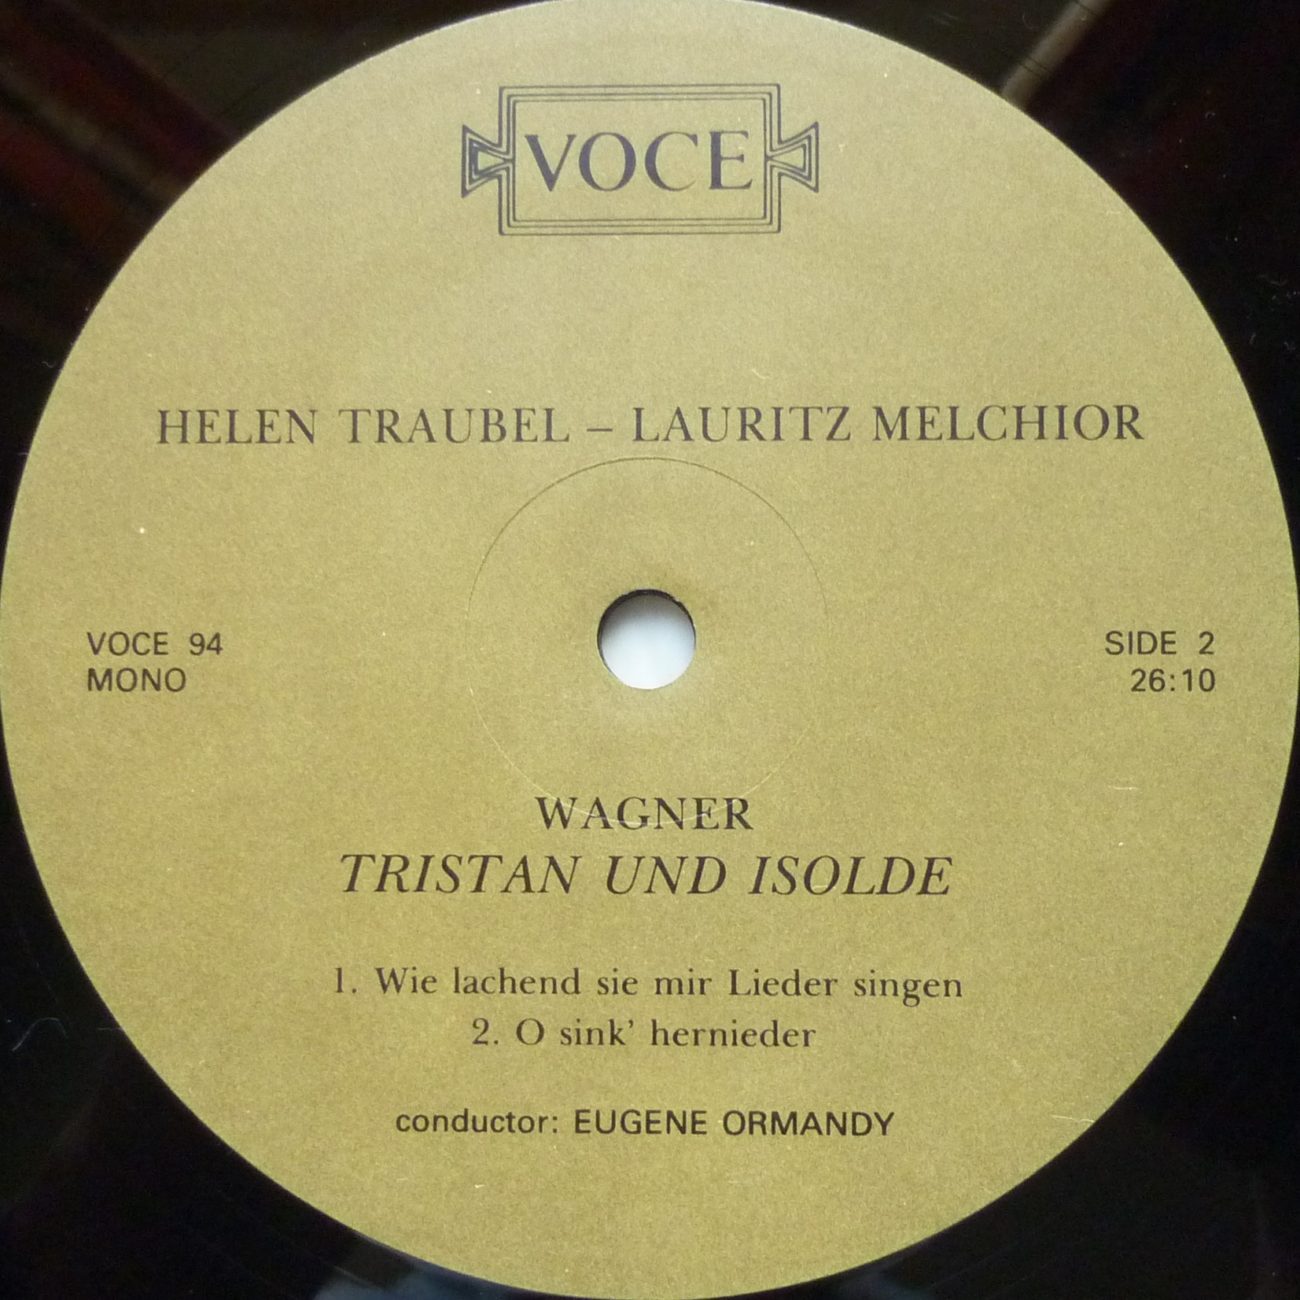 VOCE
HELEN TRAUBEL – LAURITZ MELCHIOR
VOCE 94
MONO
SIDE 2
26:10
WAGNER
TRISTAN UND ISOLDE
1. Wie lachend sie mir Lieder singen
2. O sink’ hernieder
conductor: EUGENE ORMANDY